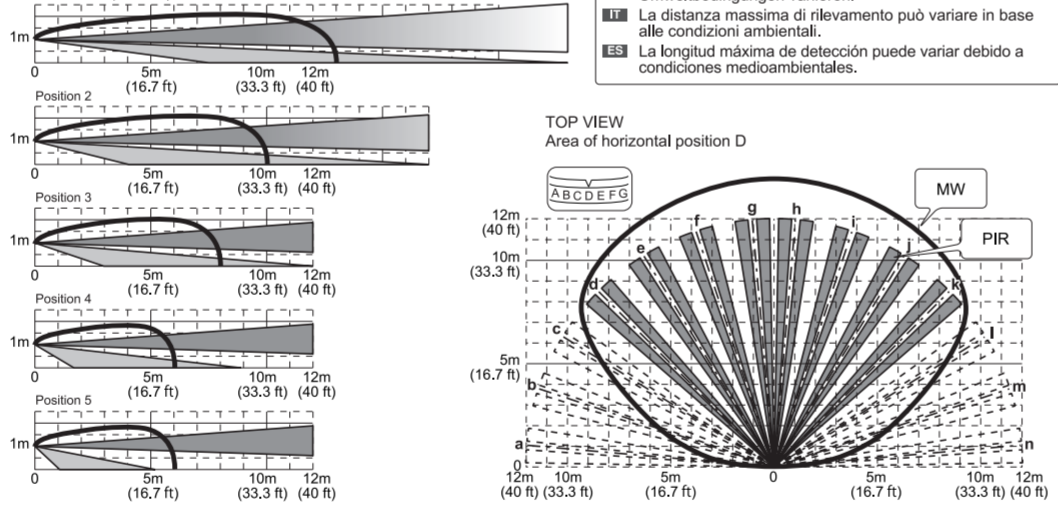 1m
0 5m 10m 12m
(16.7 ft) (33.3 ft) (40 ft)
Position 2
1m
0 5m 10m 12m
(16.7 ft) (33.3 ft) (40 ft)
Position 3
1m
0 5m 10m 12m
(16.7 ft) (33.3 ft) (40 ft)
Position 4
1m
0 5m 10m 12m
(16.7 ft) (33.3 ft) (40 ft)
Position 5
1m
0 5m 10m 12m
(16.7 ft) (33.3 ft) (40 ft)
IT La distanza massima di rilevamento può variare in base
alle condizioni ambientali.
ES La longitud máxima de detección puede variar debido a
condiciones medioambientales.
TOP VIEW
Area of horizontal position D
A B C D E F G
MW
PIR
12m
(40 ft)
10m
(33.3 ft)
5m
(16.7 ft)
0
a
b
c
d
e
f
g
h
i
j
k
l
m
n
12m 10m 5m 0 5m 10m 12m
(40 ft) (33.3 ft) (16.7 ft) (16.7 ft) (33.3 ft) (40 ft)